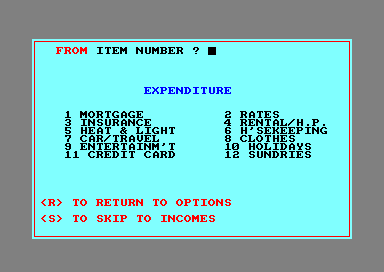 FROM ITEM NUMBER ?
EXPENDITURE
1 MORTGAGE 2 RATES
3 INSURANCE 4 RENTAL/H.P.
5 HEAT & LIGHT 6 H'SEKEEPING
7 CAR/TRAVEL 8 CLOTHES
9 ENTERTAINM'T 10 HOLIDAYS
11 CREDIT CARD 12 SUNDRIES
<R> TO RETURN TO OPTIONS
<S> TO SKIP TO INCOMES